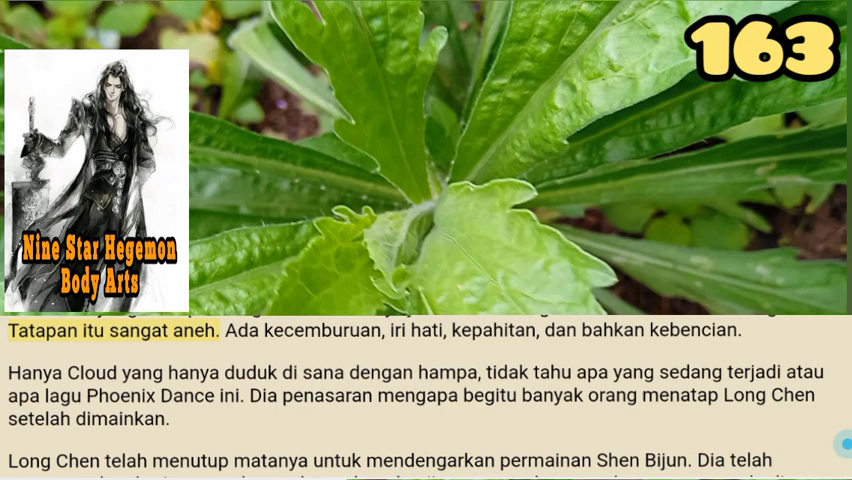 163
Nine Star Hegemon
Body Arts
Tatapan itu sangat aneh. Ada kecemburuan, iri hati, kepahitan, dan bahkan kebencian.
Hanya Cloud yang hanya duduk di sana dengan hampa, tidak tahu apa yang sedang terjadi atau
apa lagu Phoenix Dance ini. Dia penasaran mengapa begitu banyak orang menatap Long Chen
setelah dimainkan.
Long Chen telah menutup matanya untuk mendengarkan permainan Shen Bijun. Dia telah